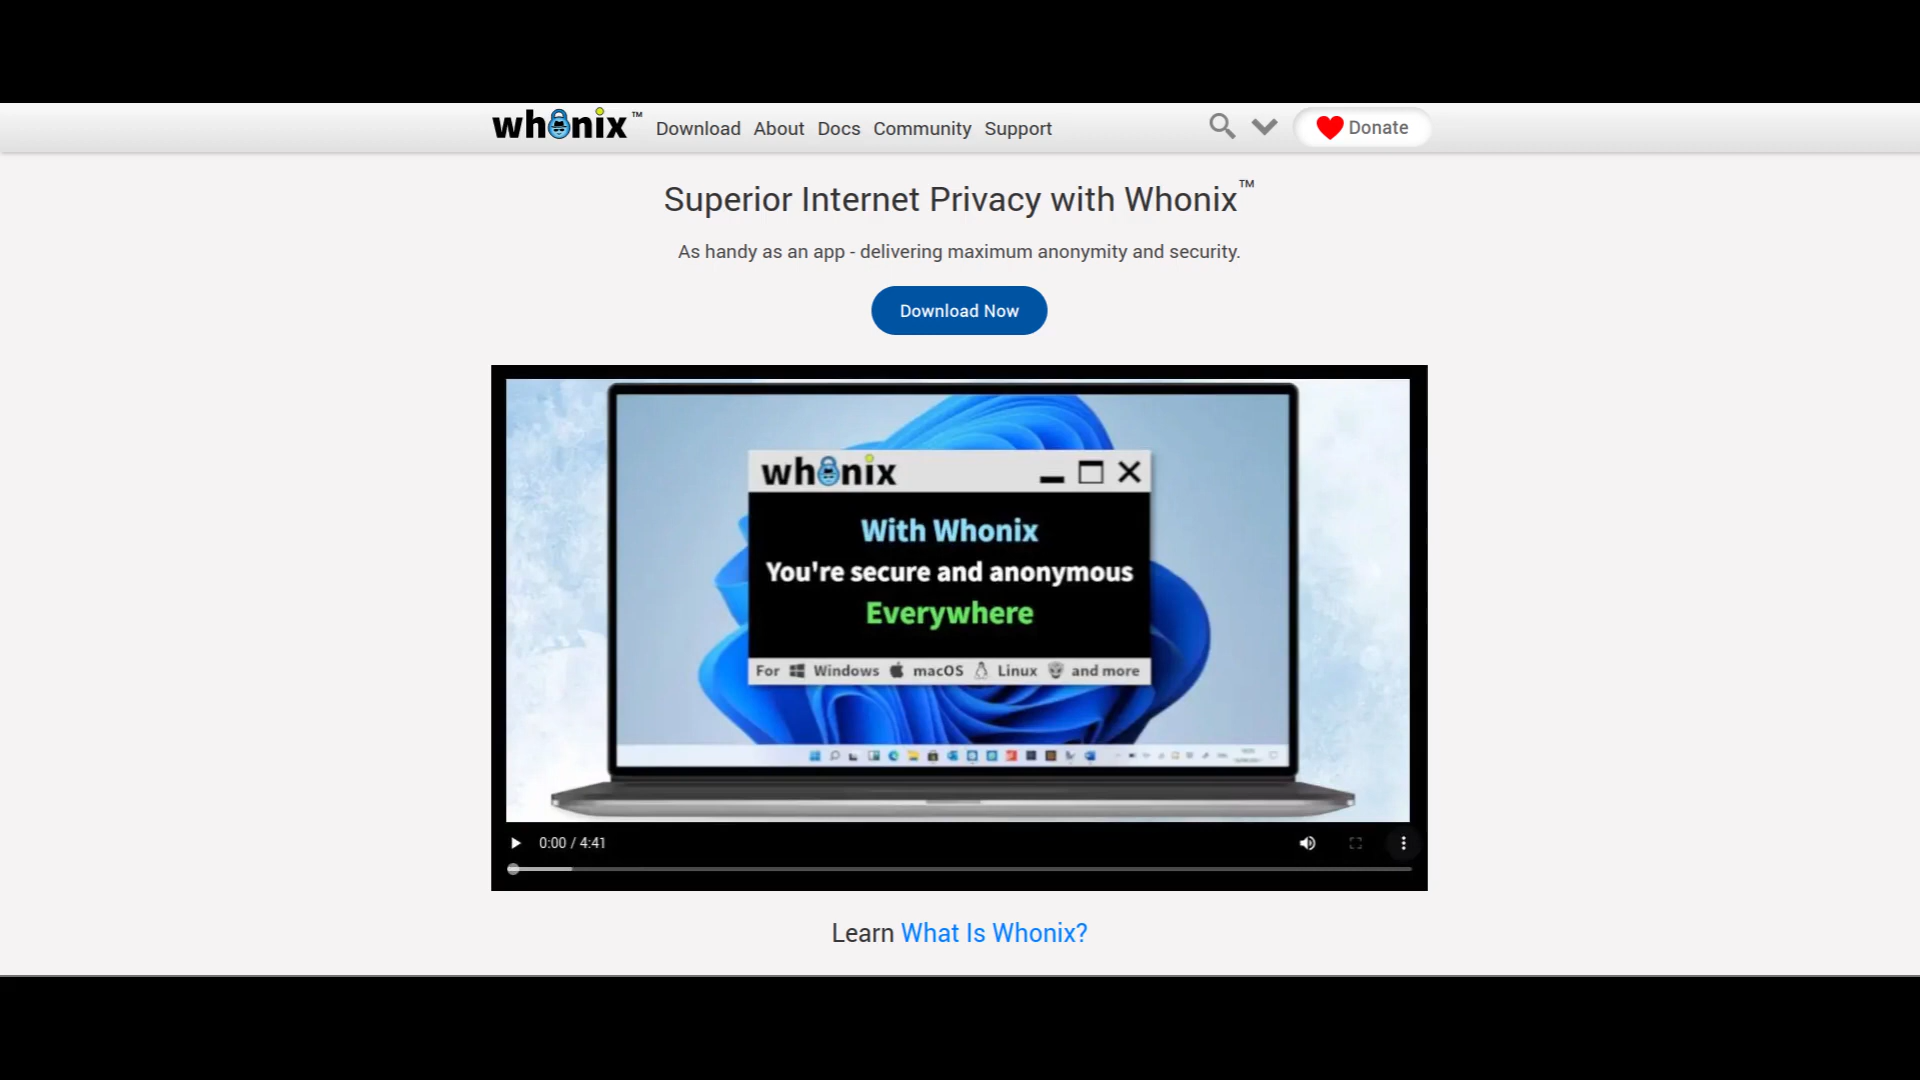 whonix™ Download About Docs Community Support Donate
Superior Internet Privacy with Whonix™
As handy as an app - delivering maximum anonymity and security.
Download Now
whonix
With Whonix
You're secure and anonymous
Everywhere
For Windows macOS Linux and more
0:00 / 4:41
Learn What Is Whonix?